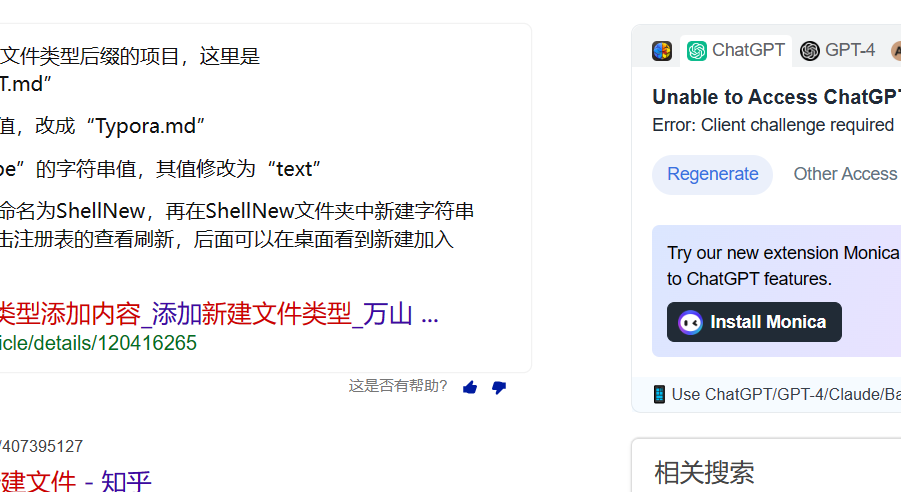 文件类型后缀的项目，这里是
T.md”
值，改成“Typora.md”
pe”的字符串值，其值修改为“text”
命名为ShellNew，再在ShellNew文件夹中新建字符串
击注册表的查看刷新，后面可以在桌面看到新建加入
类型添加内容_添加新建文件类型_万山 ...
icle/details/120416265
这是否有帮助?
/407395127
建文件 - 知乎
ChatGPT GPT-4
Unable to Access ChatGPT
Error: Client challenge required
Regenerate Other Access
Try our new extension Monica
to ChatGPT features.
Install Monica
Use ChatGPT/GPT-4/Claude/Ba
相关搜索